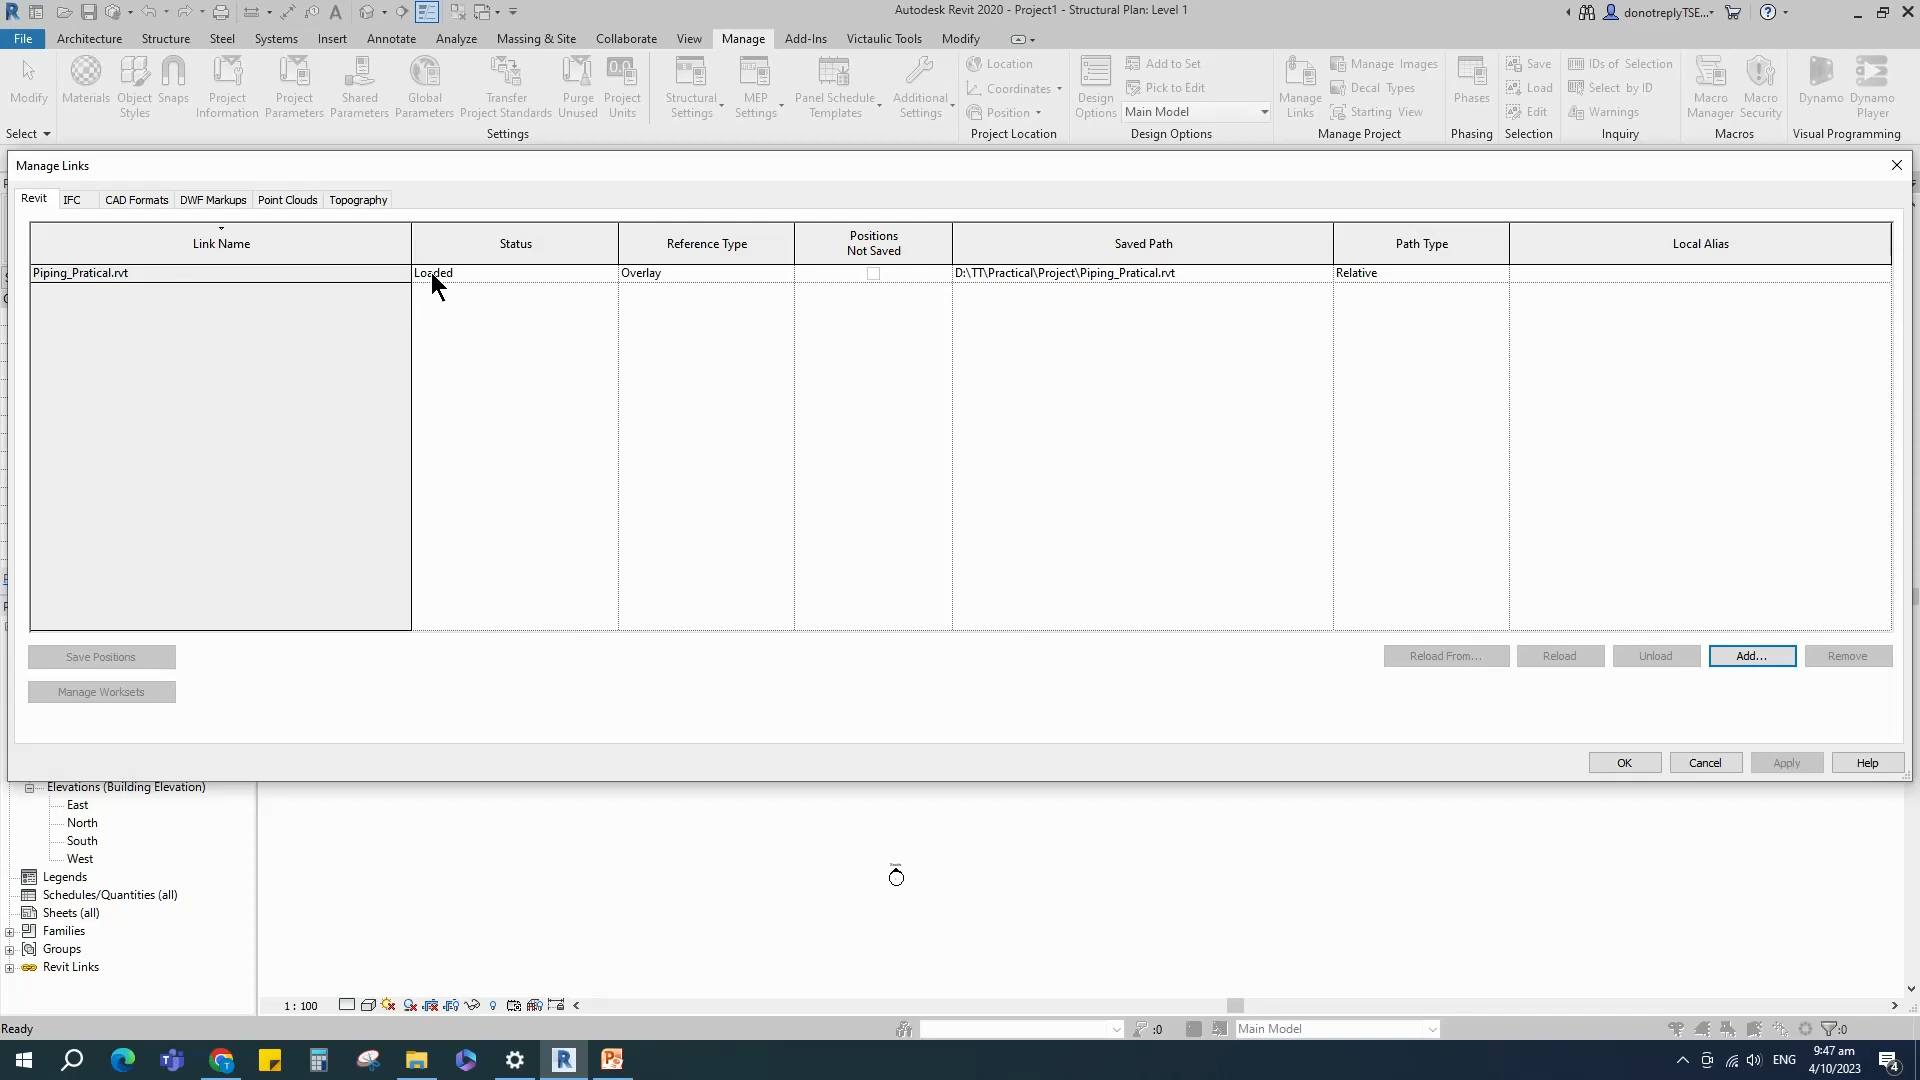 Autodesk Revit 2020 - Project1 - Structural Plan: Level 1
donotreplyTSE...
File Architecture Structure Steel Systems Insert Annotate Analyze Massing & Site Collaborate View Manage Add-Ins Victaulic Tools Modify
Modify
Materials
Object Styles
Snaps
Project Information
Project Parameters
Shared Parameters
Global Parameters
Transfer Project Standards
Purge Unused
Project Units
Structural Settings
MEP Settings
Panel Schedule Templates
Additional Settings
Location
Coordinates
Position
Design Options
Add to Set
Pick to Edit
Main Model
Manage Links
Manage Images
Decal Types
Starting View
Phases
Save
Load
Edit
IDs of Selection
Select by ID
Warnings
Macro Manager
Macro Security
Dynamo
Dynamo Player
Select Settings Project Location Design Options Manage Project Phasing Selection Inquiry Macros Visual Programming
Manage Links
Revit IFC CAD Formats DWF Markups Point Clouds Topography
Link Name Status Reference Type Positions Not Saved Saved Path Path Type Local Alias
Piping_Pratical.rvt Loaded Overlay D:\TT\Practical\Project\Piping_Pratical.rvt Relative
Save Positions Reload From... Reload Unload Add... Remove
Manage Worksets
OK Cancel Apply Help
Elevations (Building Elevation)
East
North
South
West
Legends
Schedules/Quantities (all)
Sheets (all)
Families
Groups
Revit Links
1 : 100
Ready :0 Main Model :0
ENG
9:47 am
4/10/2023
4